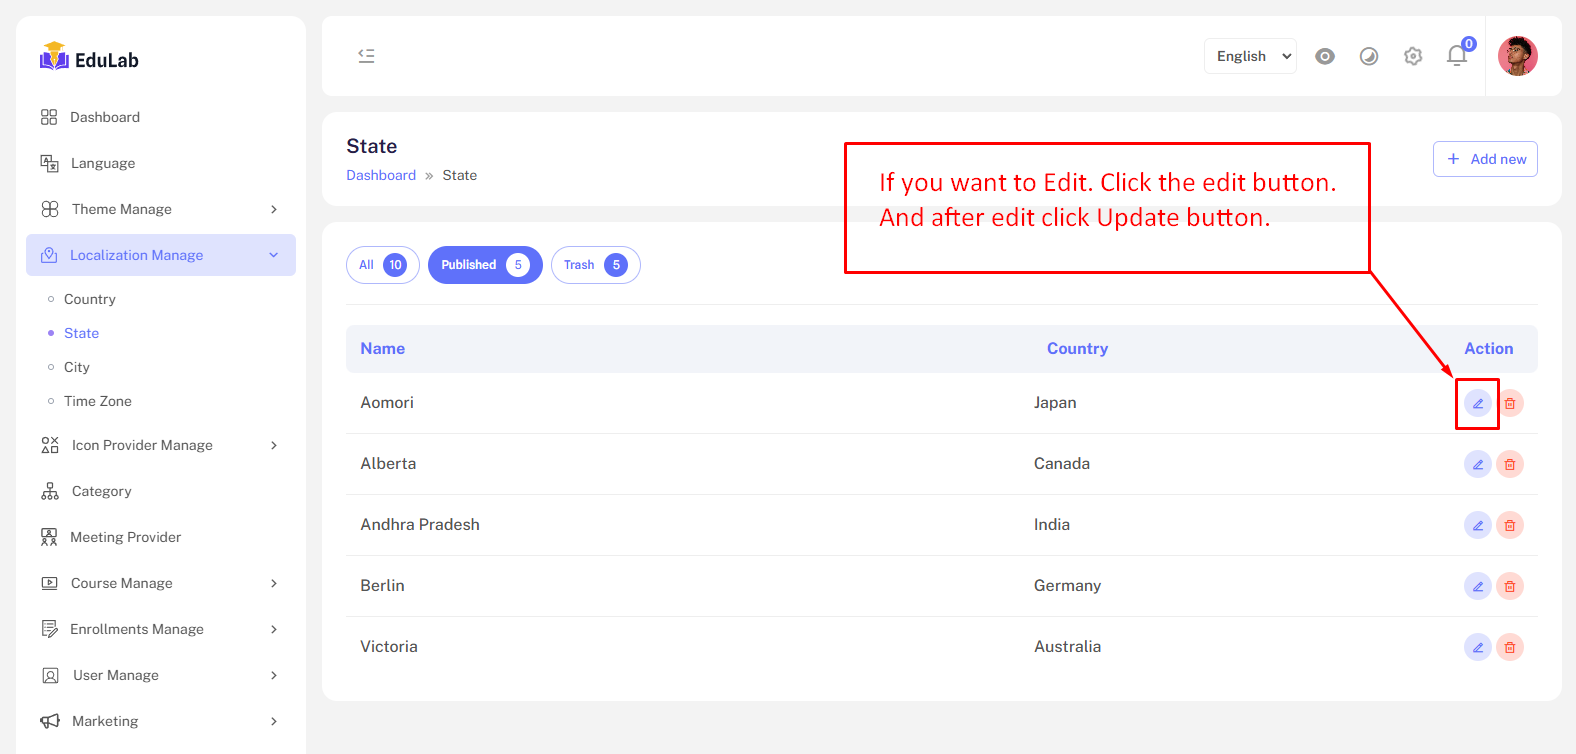 EduLab
Dashboard
Language
Theme Manage
Localization Manage
Country
State
City
Time Zone
Icon Provider Manage
Category
Meeting Provider
Course Manage
Enrollments Manage
User Manage
Marketing
English
0
State
Dashboard » State
If you want to Edit. Click the edit button.
And after edit click Update button.
+ Add new
All 10 Published 5 Trash 5
Name Country Action
Aomori Japan
Alberta Canada
Andhra Pradesh India
Berlin Germany
Victoria Australia